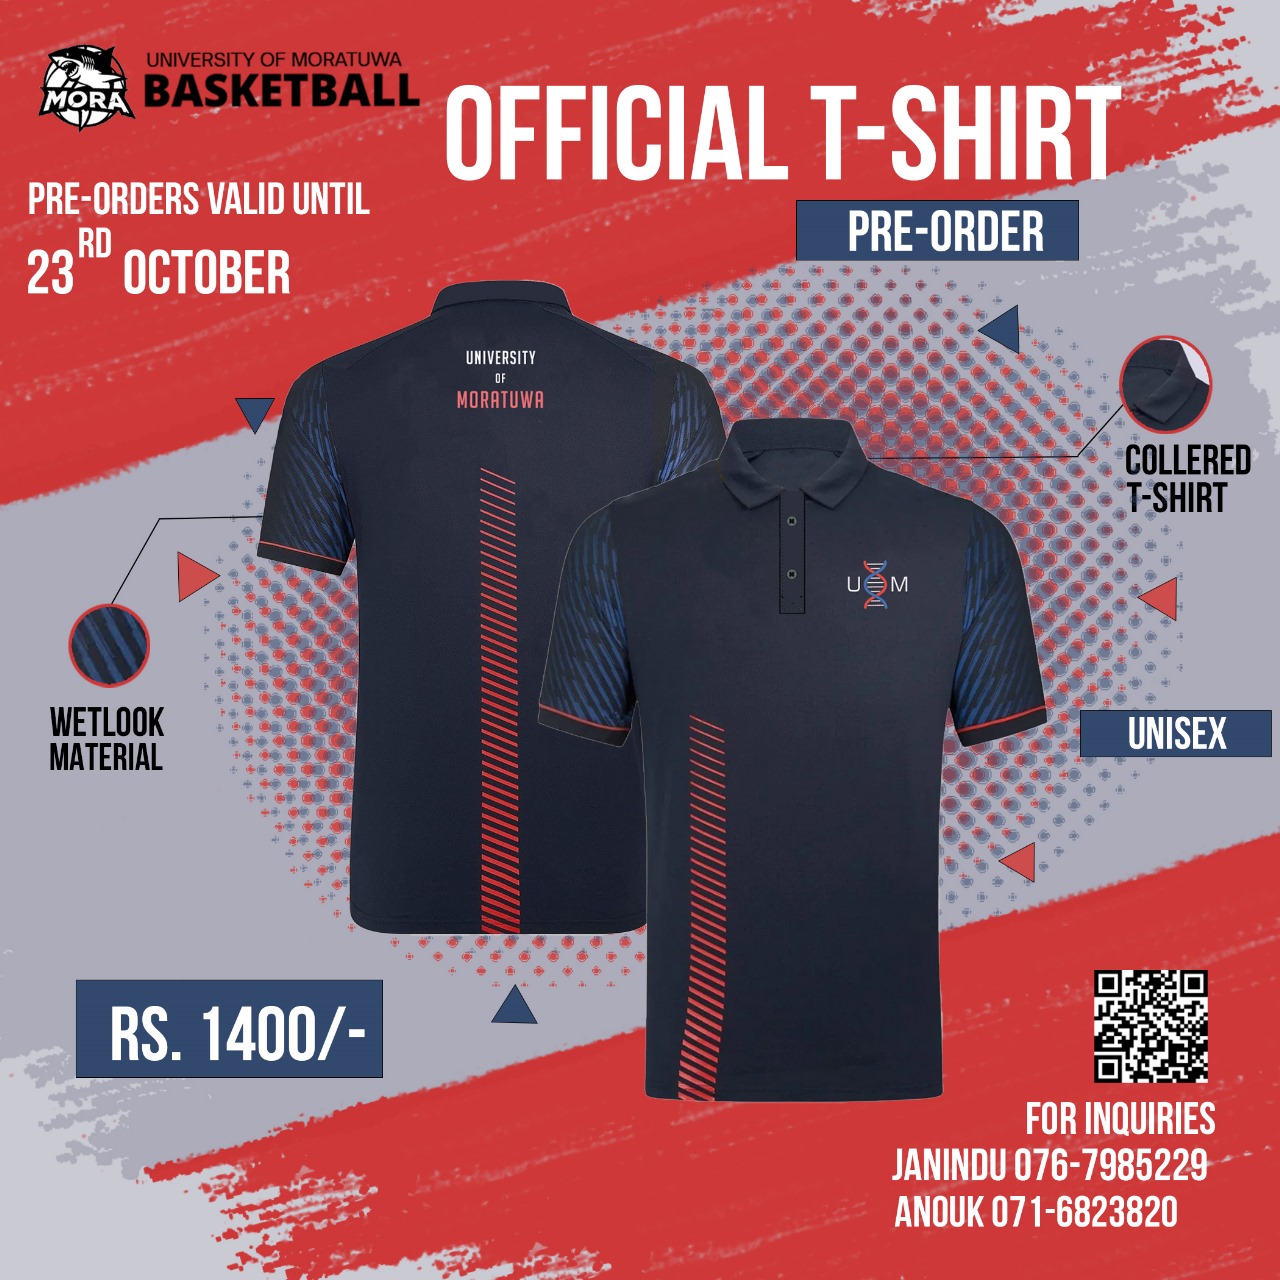 UNIVERSITY OF MORATUWA
BASKETBALL
MORA
OFFICIAL T-SHIRT
PRE-ORDERS VALID UNTIL
23RD OCTOBER
PRE-ORDER
UNIVERSITY
OF
MORATUWA
COLLERED
T-SHIRT
U M
WETLOOK
MATERIAL
UNISEX
RS. 1400/-
FOR INQUIRIES
JANINDU 076-7985229
ANOUK 071-6823820